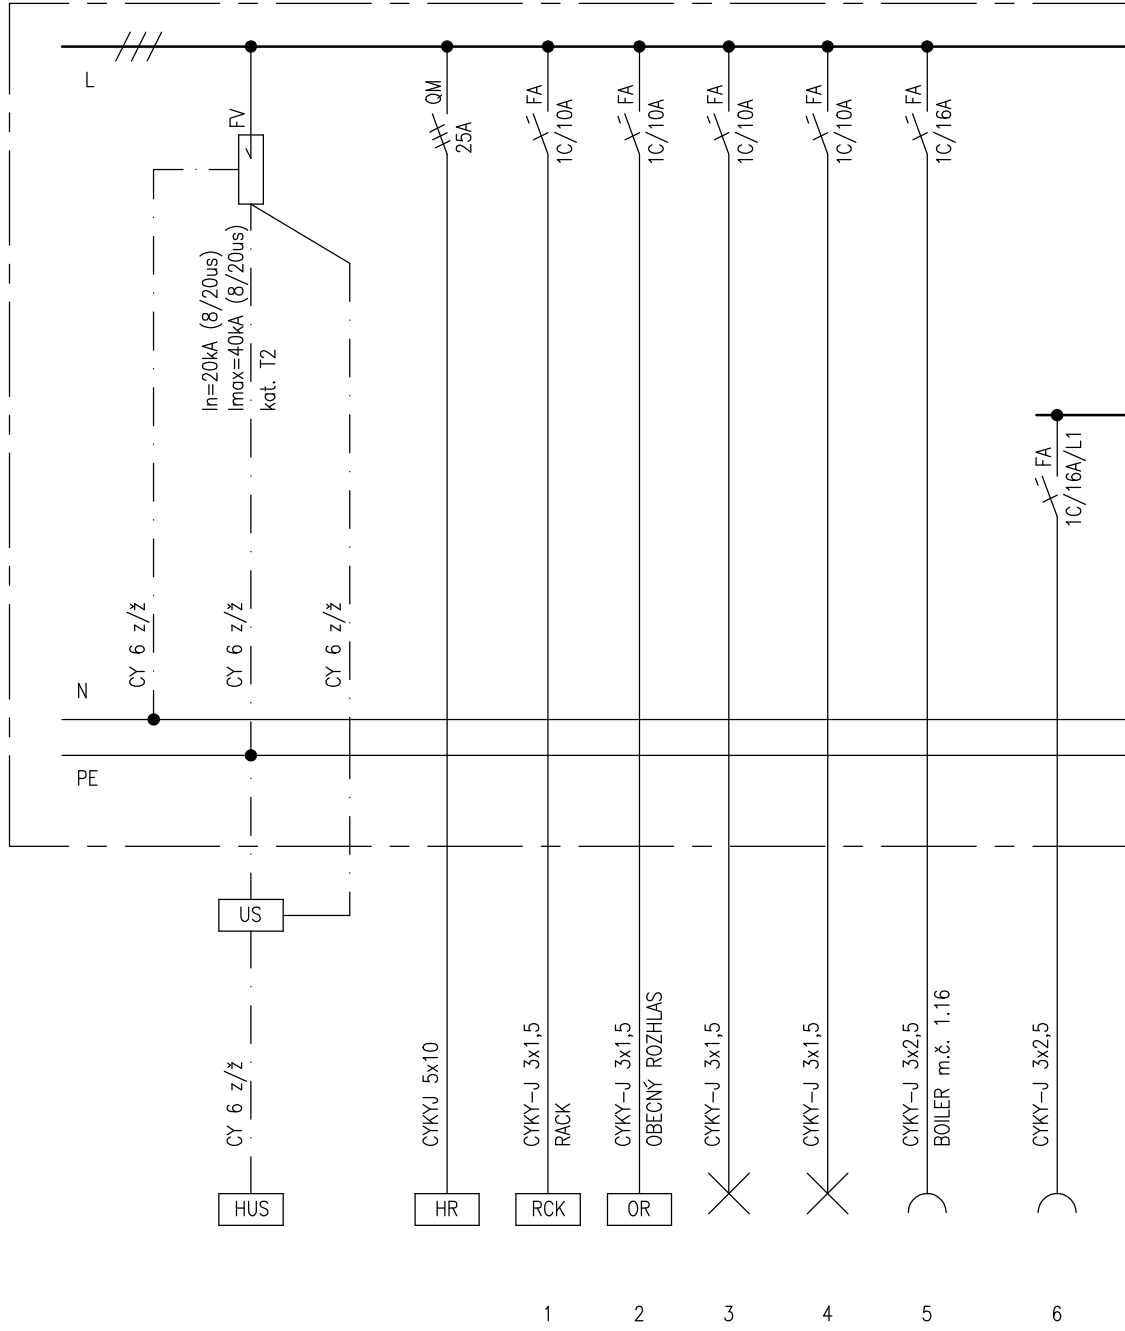 L
FV
QM
25A
FA
1C/10A
FA
1C/10A
FA
1C/10A
FA
1C/10A
FA
1C/16A
In=20kA (8/20us)
Imax=40kA (8/20us)
kat. T2
FA
1C/16A/L1
CY 6 z/ž
CY 6 z/ž
CY 6 z/ž
N
PE
US
CY 6 z/ž
CYKYJ 5x10
CYKY-J 3x1,5
RACK
CYKY-J 3x1,5
OBECNÝ ROZHLAS
CYKY-J 3x1,5
CYKY-J 3x1,5
CYKY-J 3x2,5
BOILER m.č. 1.16
CYKY-J 3x2,5
HUS
HR
RCK
OR
1
2
3
4
5
6